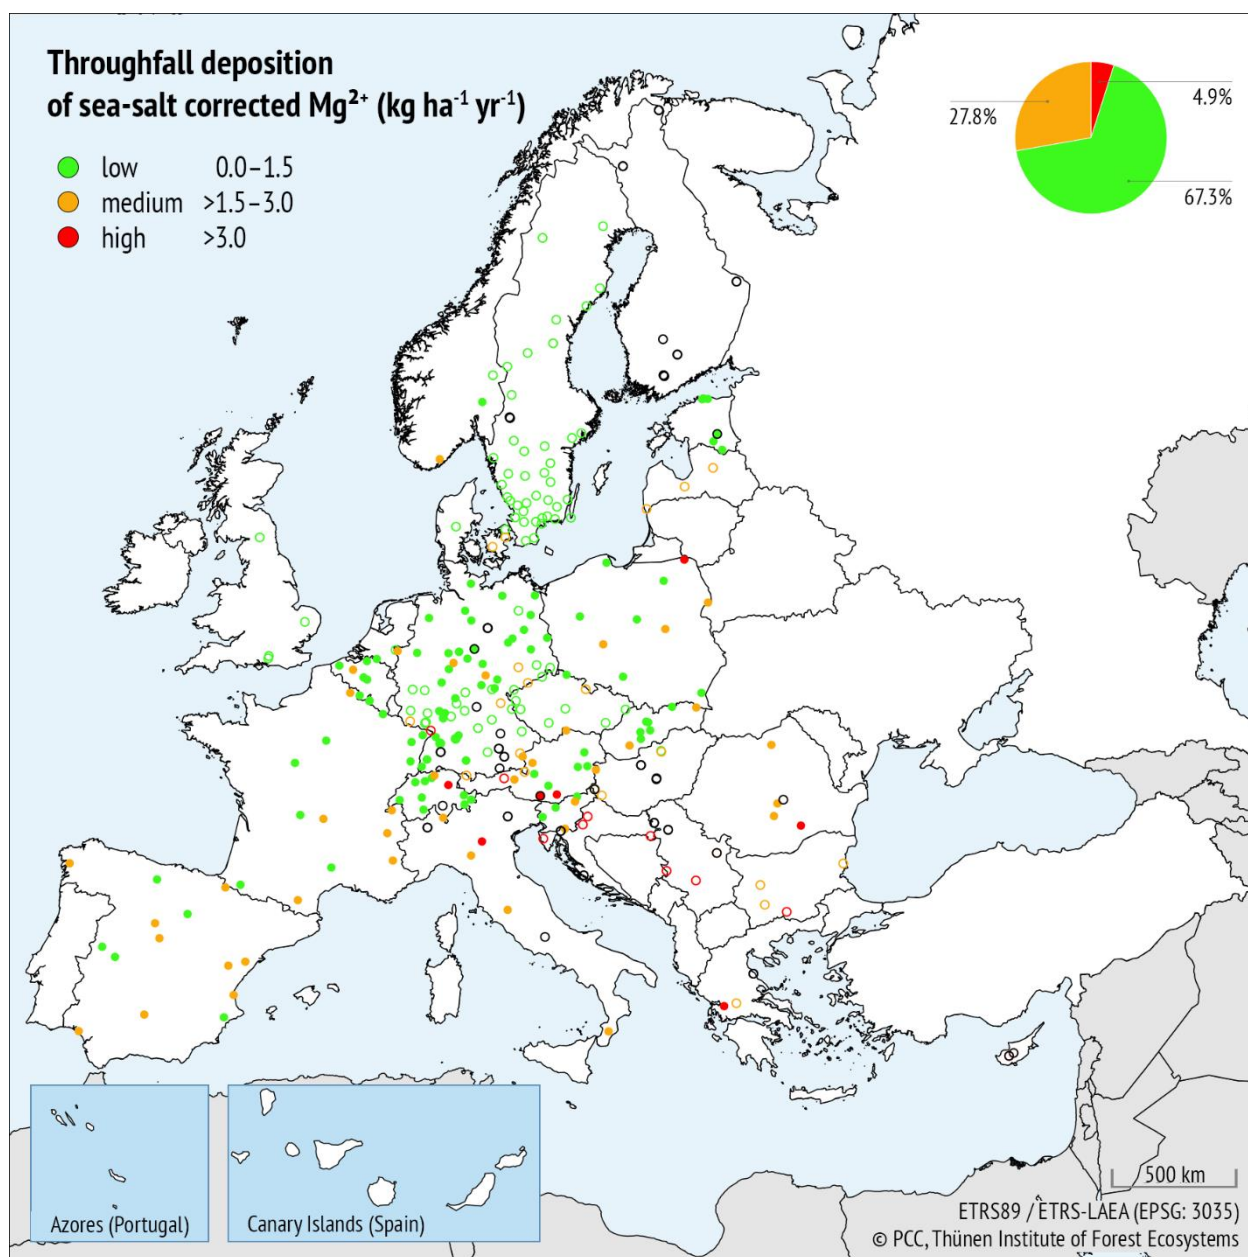 Throughfall deposition
of sea-salt corrected Mg²⁺ (kg ha⁻¹ yr⁻¹)
low 0.0–1.5
medium >1.5–3.0
high >3.0
4.9%
27.8%
67.3%
500 km
Azores (Portugal)
Canary Islands (Spain)
ETRS89 / ETRS-LAEA (EPSG: 3035)
© PCC, Thünen Institute of Forest Ecosystems